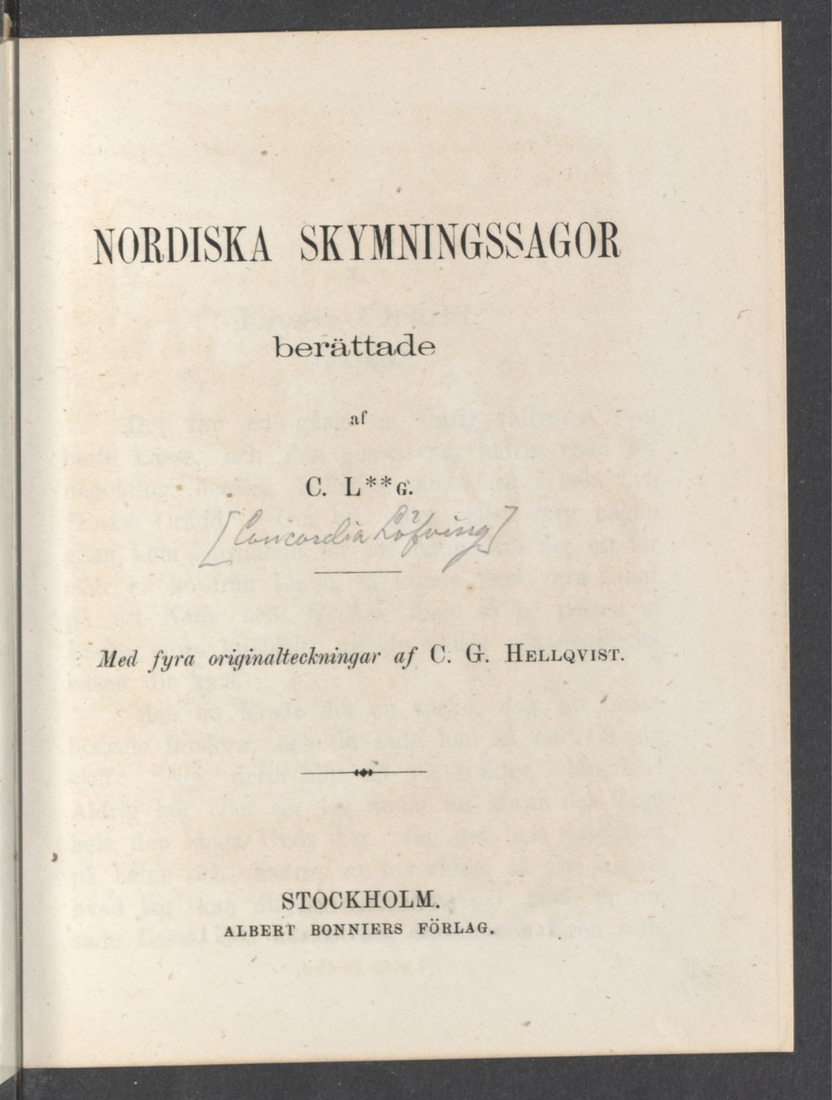 NORDISKA SKYMNINGSSAGOR
berättade
af
C. L**G.
[Concordia Löfving]
Med fyra originalteckningar af C. G. HELLQVIST.
STOCKHOLM.
ALBERT BONNIERS FÖRLAG.